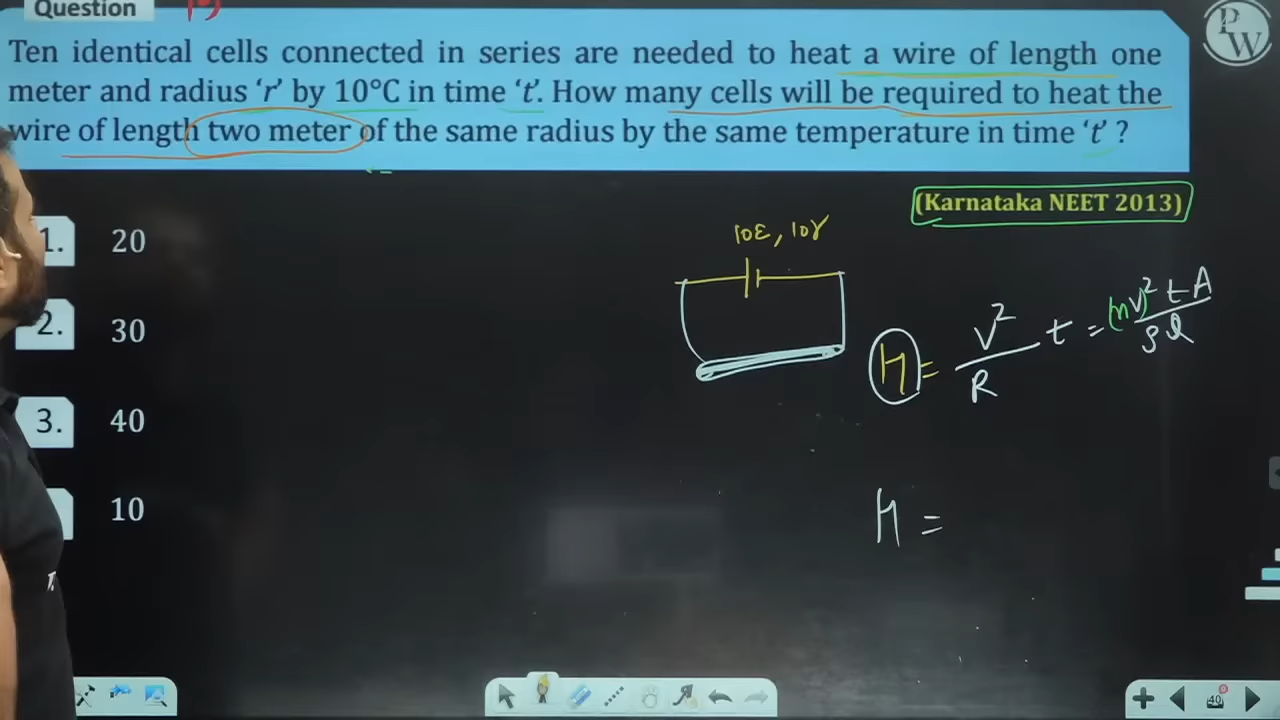 Question
Ten identical cells connected in series are needed to heat a wire of length one
meter and radius ‘r’ by 10°C in time ‘t’. How many cells will be required to heat the
wire of length two meter of the same radius by the same temperature in time ‘t’ ?
(Karnataka NEET 2013)
1. 20
2. 30
3. 40
10
10ε, 10r
H = V² / R t = (nV)² t A / ρ l
H =
PW
40